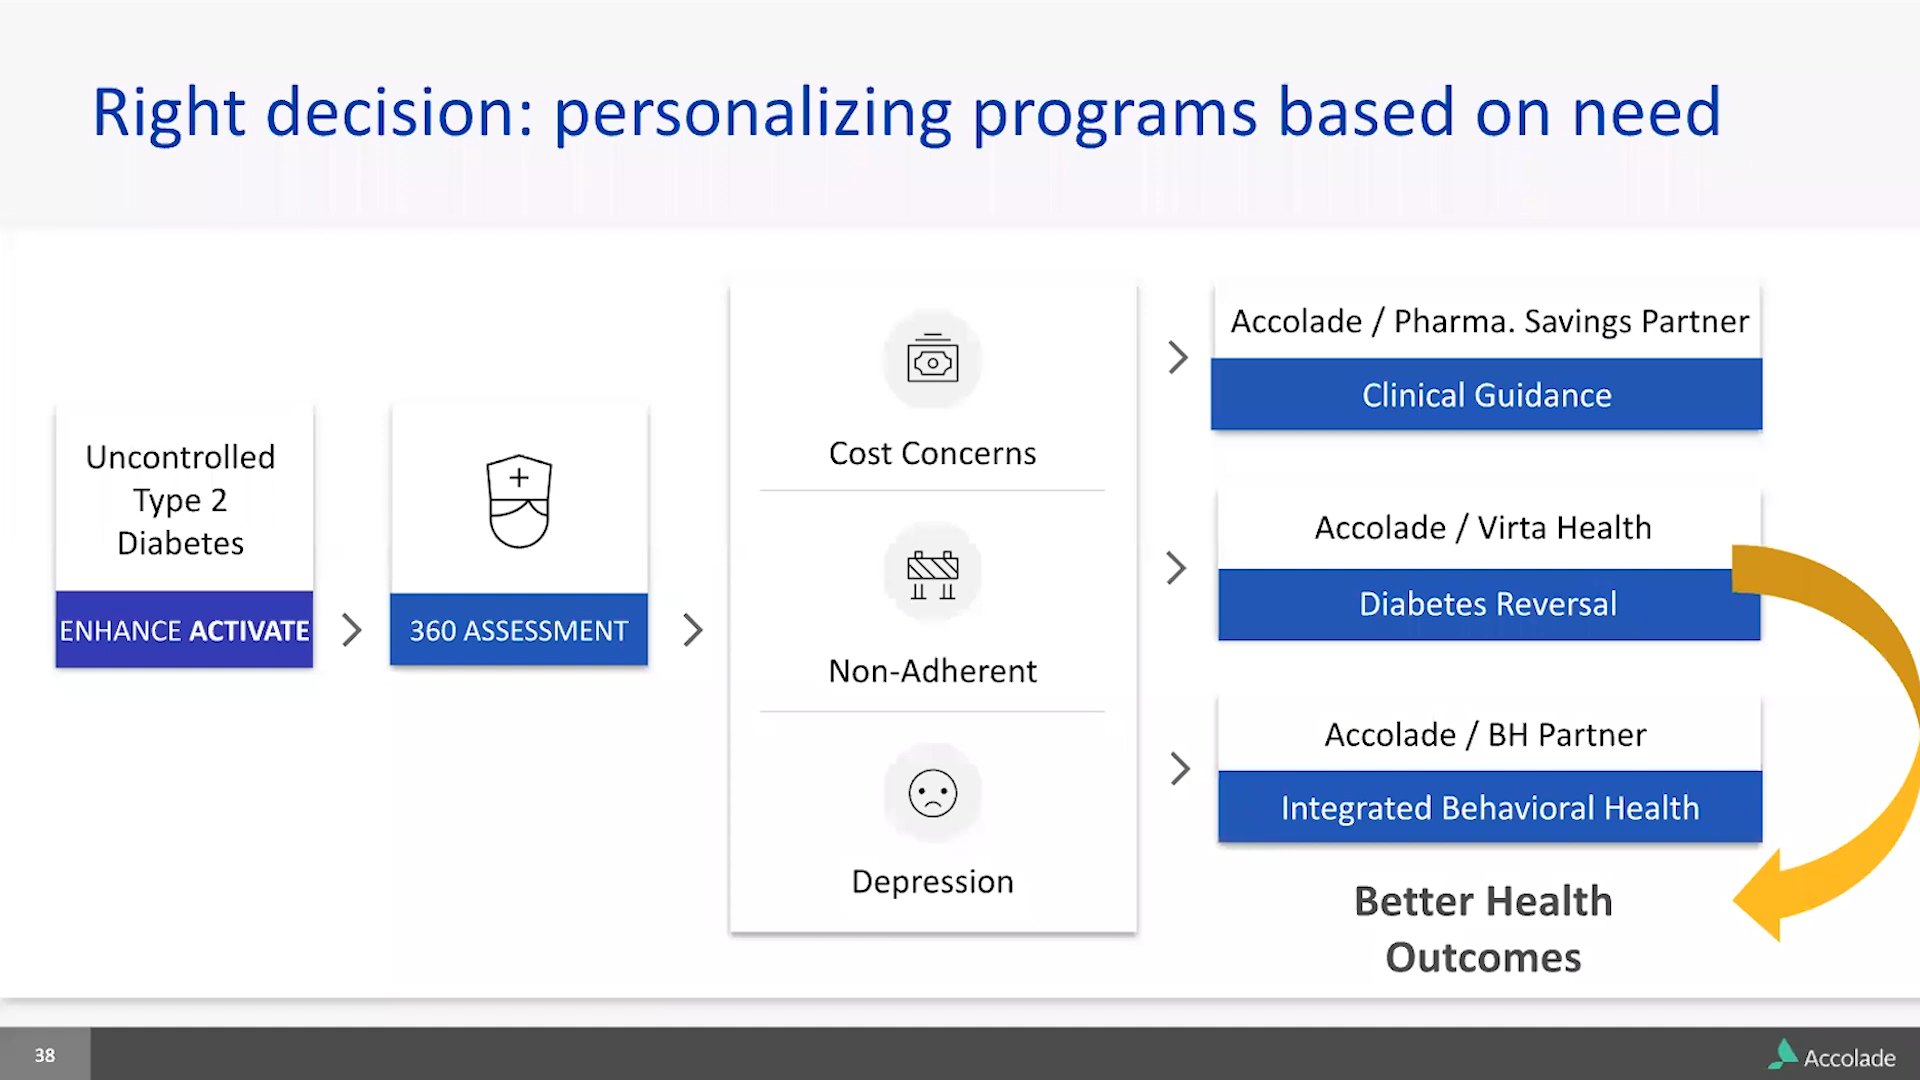 Right decision: personalizing programs based on need
Uncontrolled
Type 2
Diabetes
ENHANCE ACTIVATE
360 ASSESSMENT
Cost Concerns
Non-Adherent
Depression
Accolade / Pharma. Savings Partner
Clinical Guidance
Accolade / Virta Health
Diabetes Reversal
Accolade / BH Partner
Integrated Behavioral Health
Better Health
Outcomes
38
Accolade